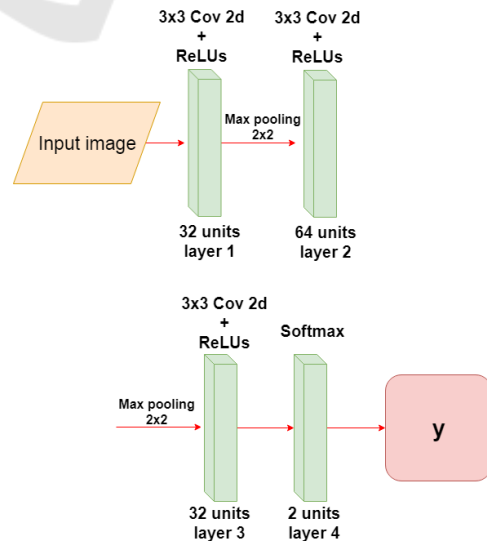 3x3 Cov 2d
+
ReLUs
3x3 Cov 2d
+
ReLUs
Input image
Max pooling
2x2
32 units
layer 1
64 units
layer 2
3x3 Cov 2d
+
ReLUs
Softmax
Max pooling
2x2
y
32 units
layer 3
2 units
layer 4